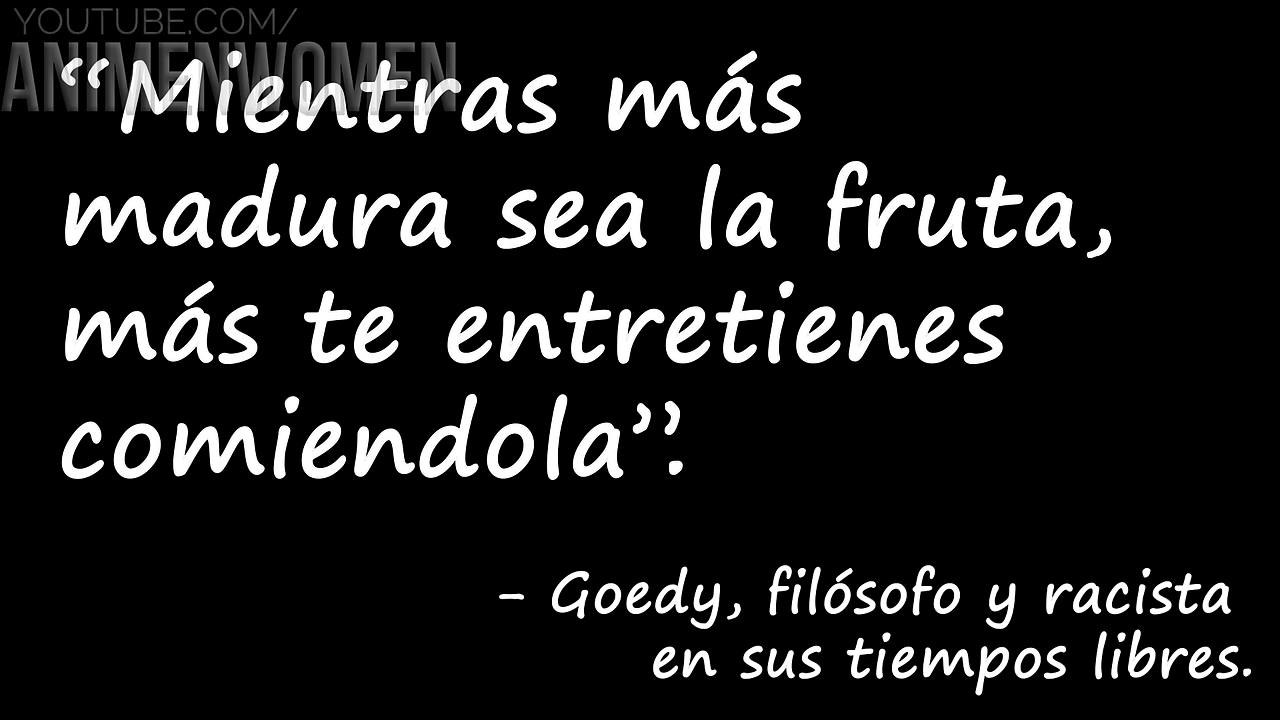 YOUTUBE.COM/
ANIMENWOMEN
“Mientras más
madura sea la fruta,
más te entretienes
comiendola”.
- Goedy, filósofo y racista
en sus tiempos libres.